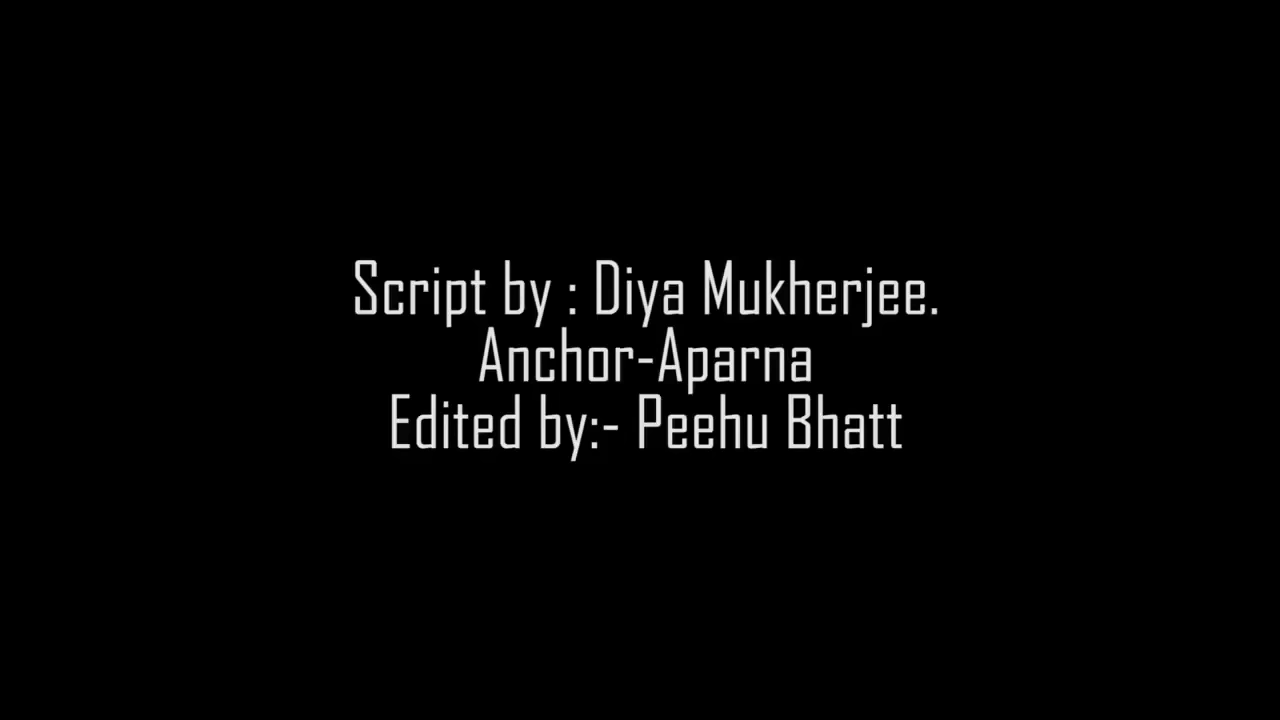 Script by : Diya Mukherjee.
Anchor-Aparna
Edited by:- Peehu Bhatt